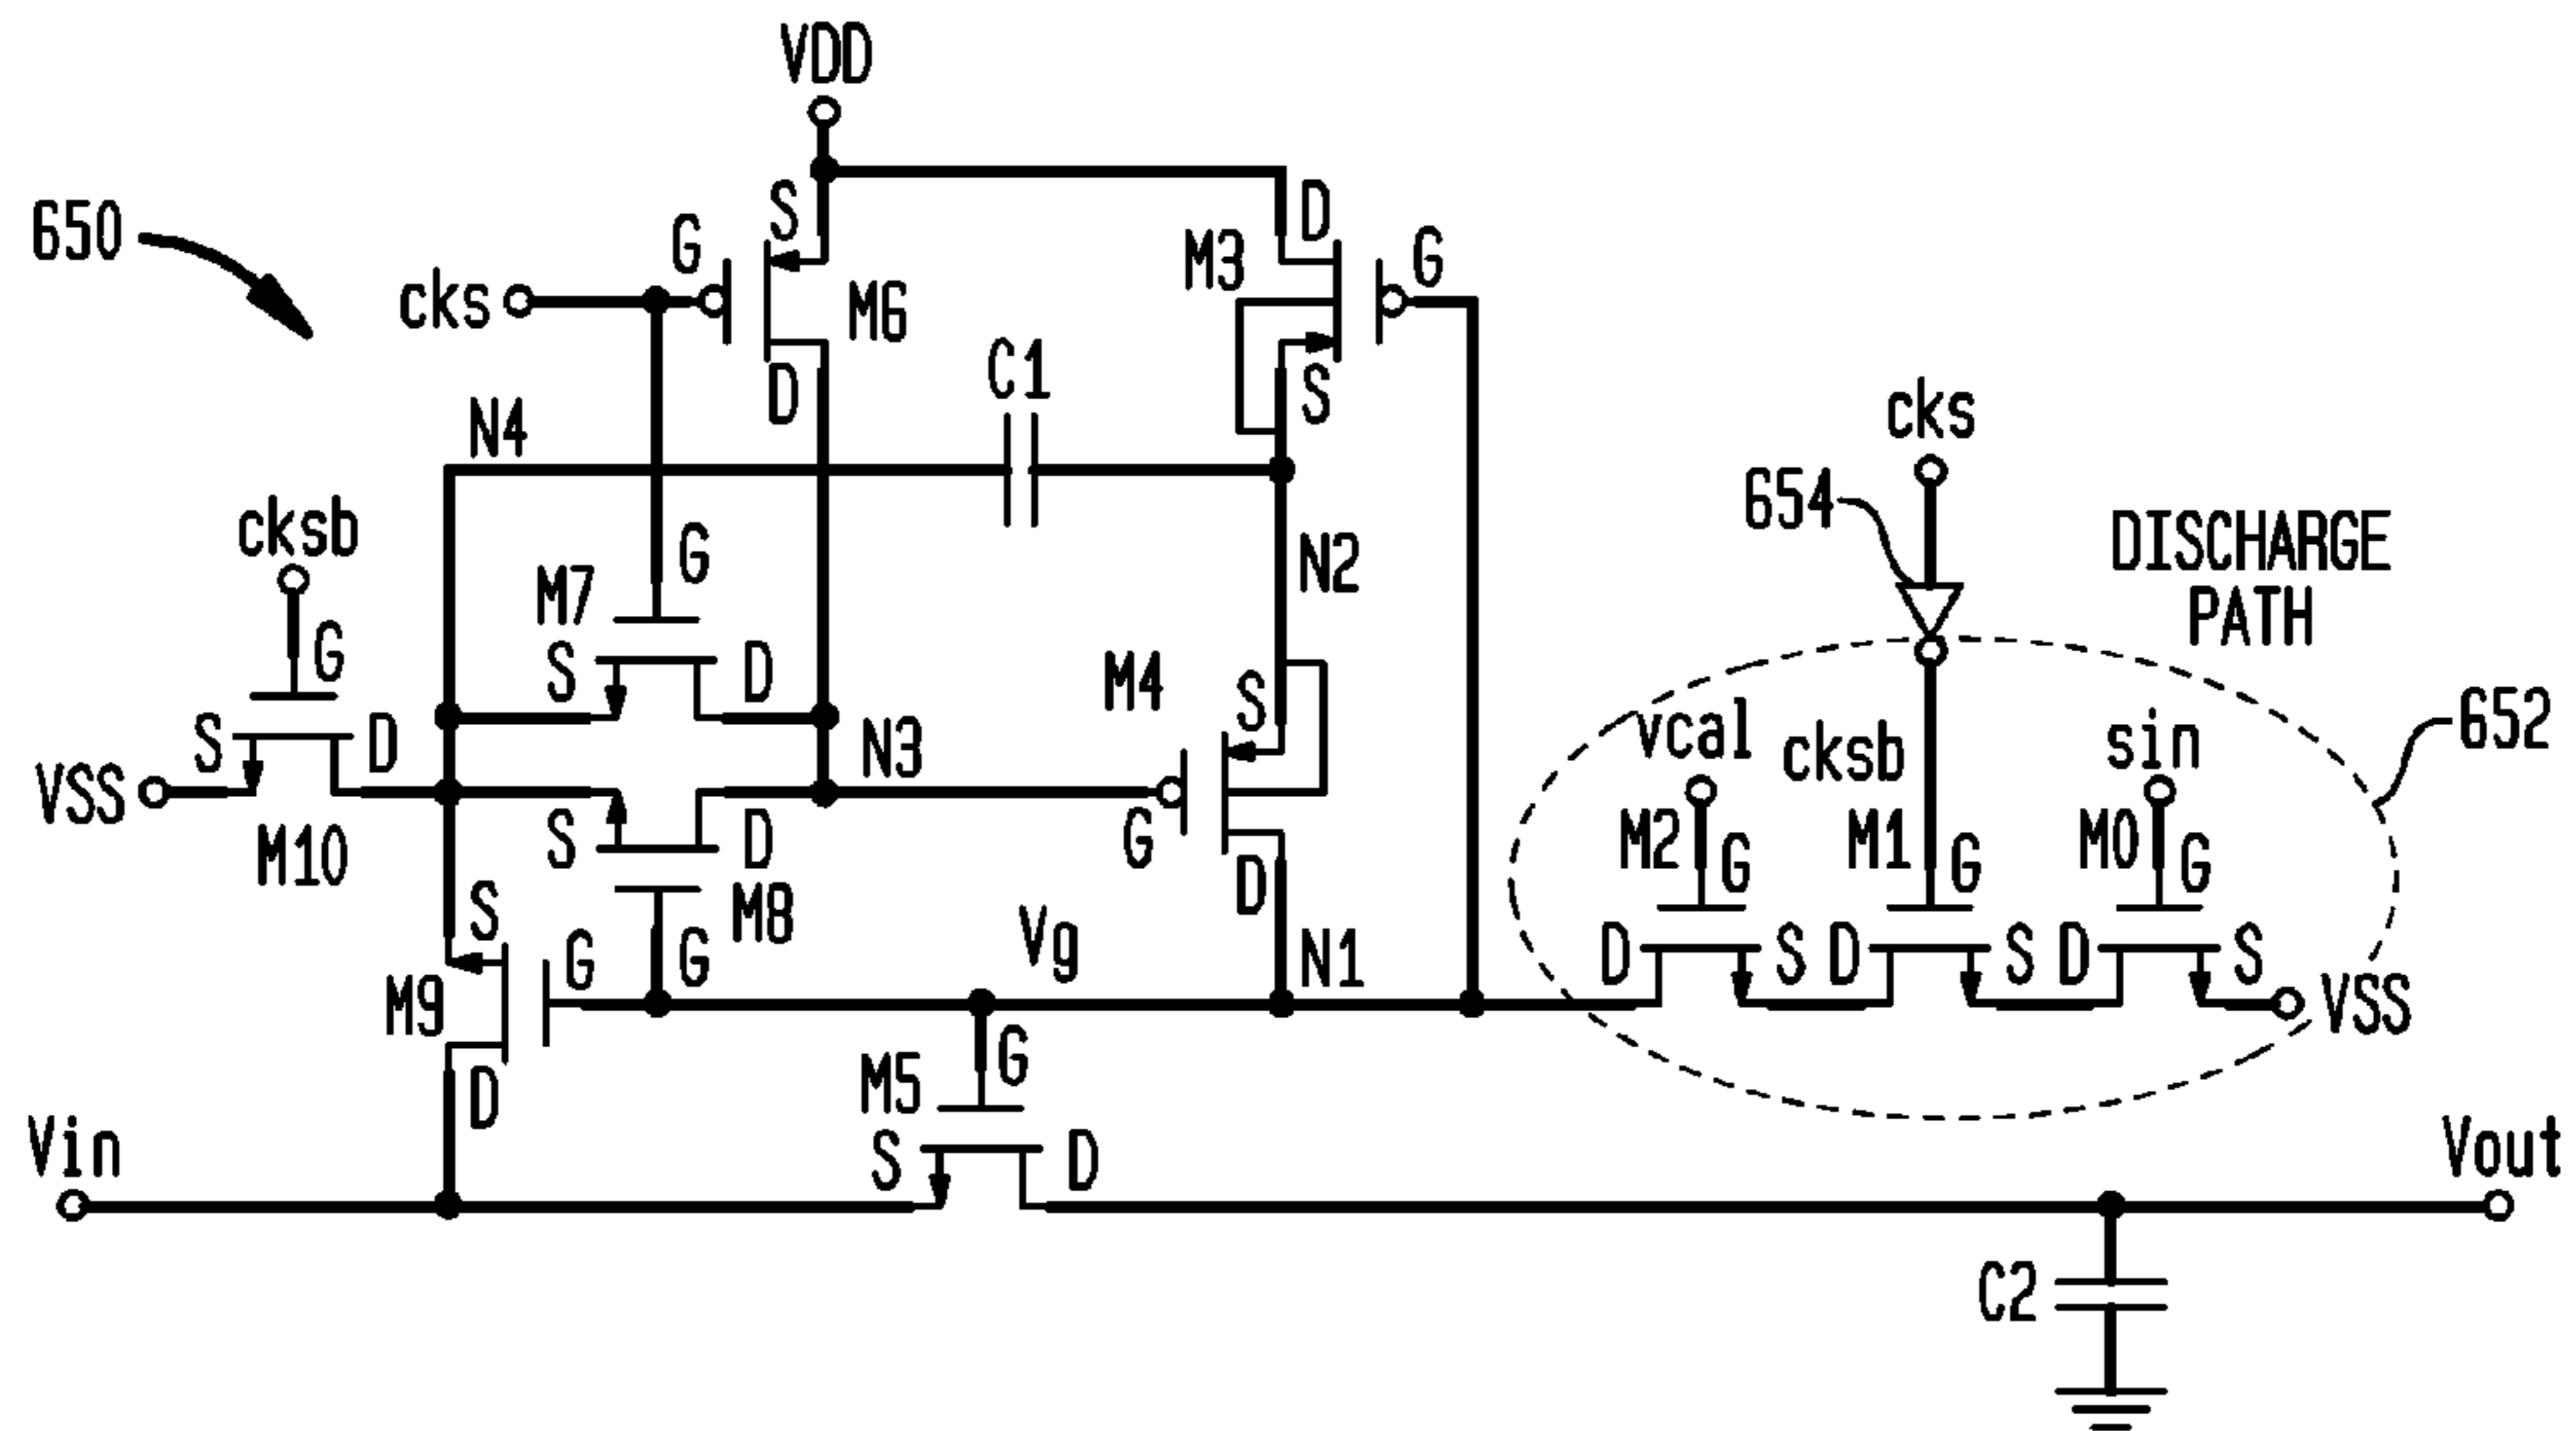 VDD
650
S
D
G
M3
G
cks
M6
D
C1
S
N4
cks
654
DISCHARGE
PATH
cksb
G
M7
N2
G
S
D
M4
S
vcal
cksb
sin
652
S
D
N3
VSS
M10
S
D
G
M2
G
M1
G
M0
G
M8
D
S
G
G
Vg
N1
D
S
D
S
D
S
M9
VSS
D
M5
G
S
D
Vin
Vout
C2